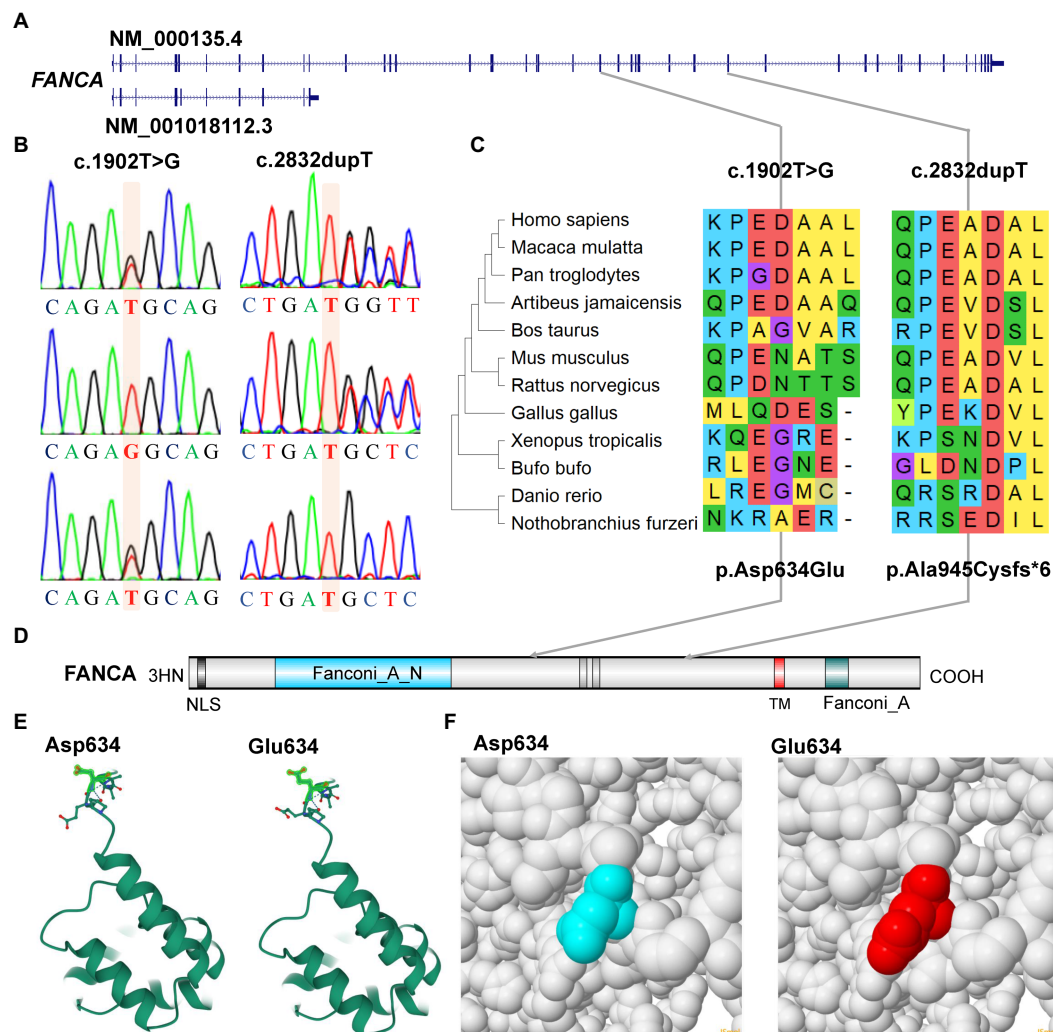 A
NM_000135.4
FANCA
NM_001018112.3
B
c.1902T>G
c.2832dupT
CAGATGCAG
CTGATGGTT
CAGAGGCAG
CTGATGCTC
CAGATGCAG
CTGATGCTC
C
c.1902T>G
c.2832dupT
Homo sapiens KPEDAAL QPEADAL
Macaca mulatta KPEDAAL QPEADAL
Pan troglodytes KPGDAAL QPEADAL
Artibeus jamaicensis QPEDAAQ QPEVDSL
Bos taurus KPAGVAR RPEVDSL
Mus musculus QPENATS QPEADVL
Rattus norvegicus QPDNTTS QPEADAL
Gallus gallus MLQDES- YPEKDVL
Xenopus tropicalis KQEGRE- KPSNDVL
Bufo bufo RLEGNE- GLDNDPL
Danio rerio LREGMC- QRSRDAL
Nothobranchius furzeri NKRAER- RRSEDIL
p.Asp634Glu
p.Ala945Cysfs*6
D
FANCA 3HN Fanconi_A_N COOH
NLS TM Fanconi_A
E
Asp634
Glu634
F
Asp634
Glu634